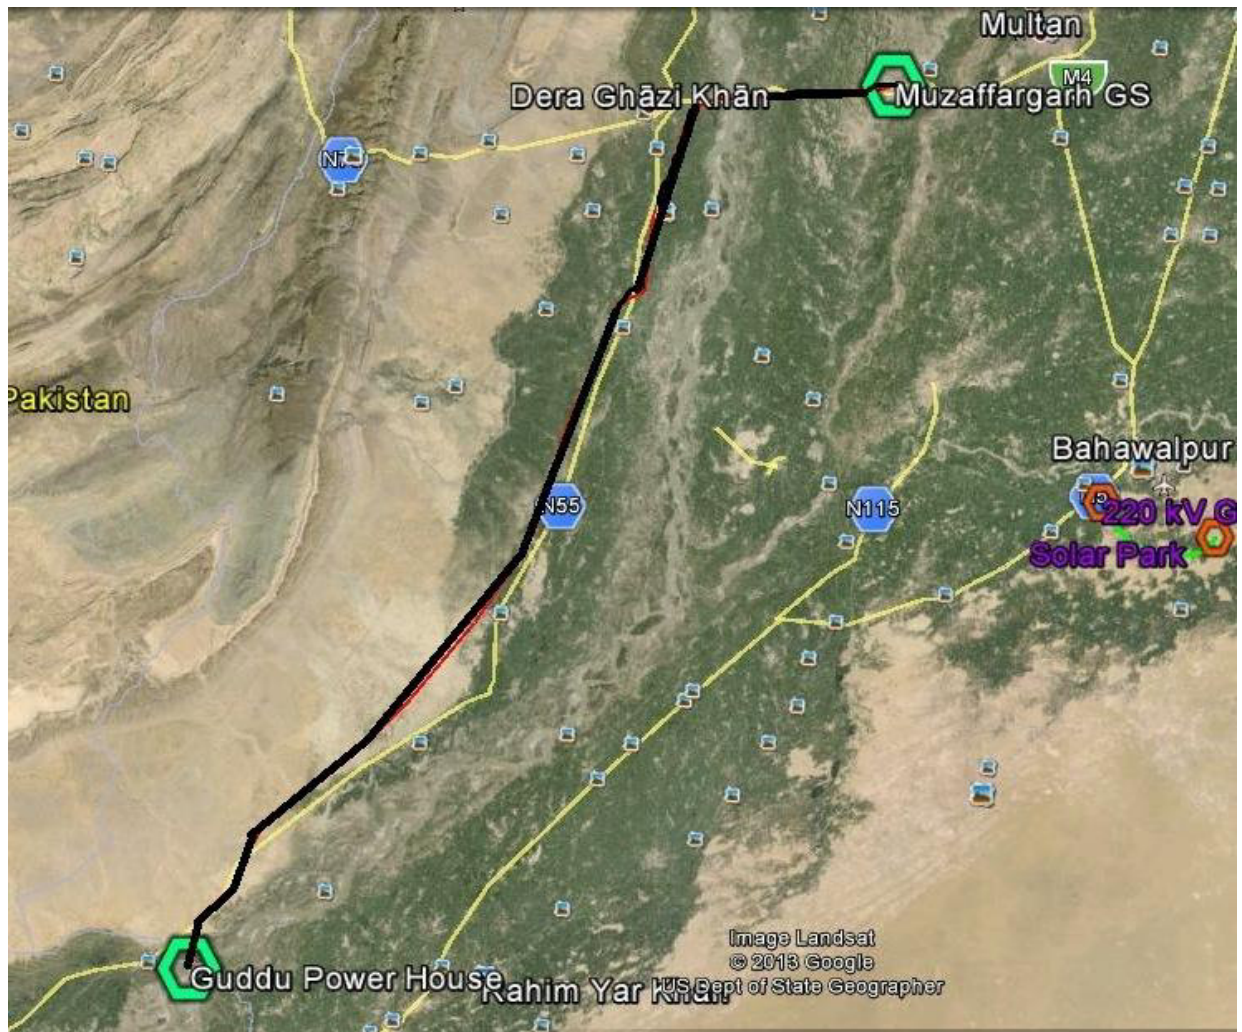 Multan
M4
Dera Ghāzi Khān
Muzaffargarh GS
Pakistan
Bahawalpur
N55
N115
220 kV G
Solar Park
Image Landsat
© 2013 Google
US Dept of State Geographer
Guddu Power House
Rahim Yar Khan